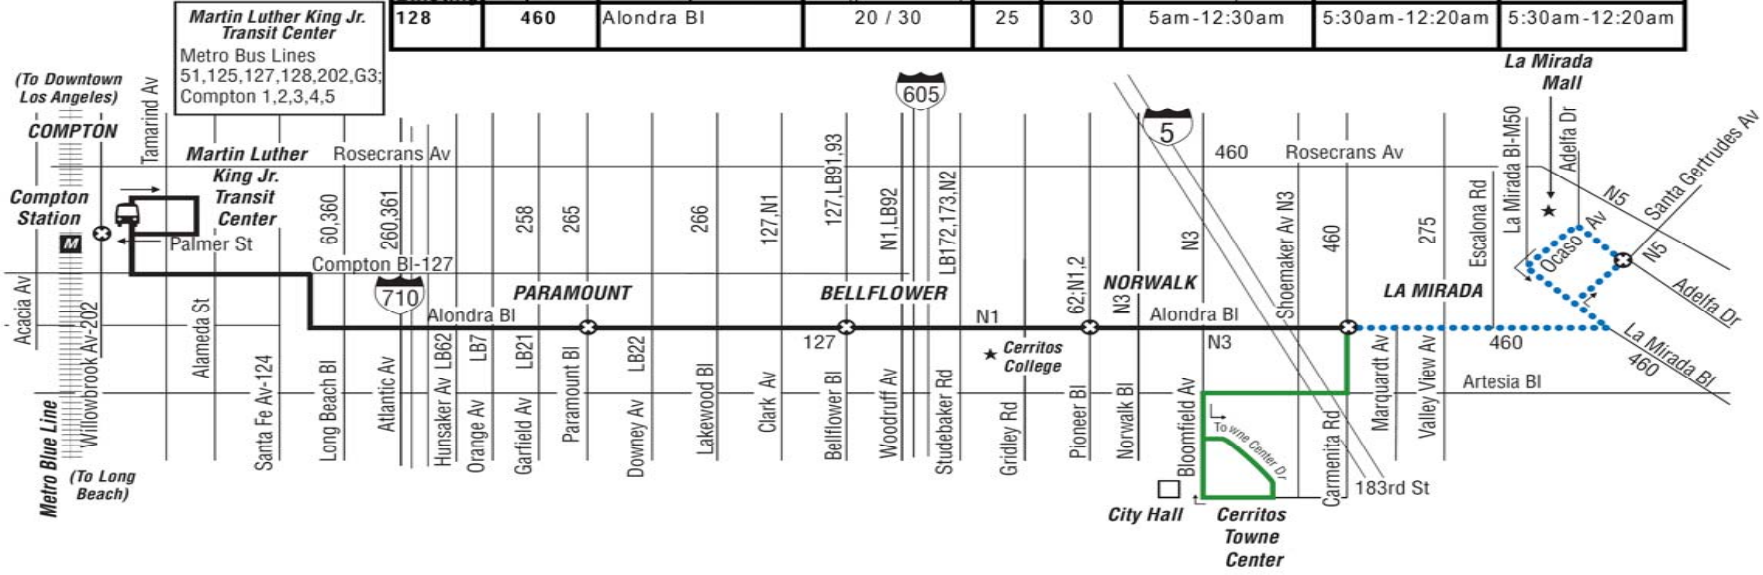 Martin Luther King Jr.
Transit Center
Metro Bus Lines
51,125,127,128,202,G3;
Compton 1,2,3,4,5
128
460
Alondra Bl
20 / 30
25
30
5am-12:30am
5:30am-12:20am
5:30am-12:20am
La Mirada
Mall
(To Downtown
Los Angeles)
COMPTON
Tamarind Av
605
5
Martin Luther
King Jr.
Transit
Center
Rosecrans Av
460
Rosecrans Av
La Mirada Bl-M50
Adelfa Dr
N5
Santa Gertrudes Av
Compton
Station
M
Palmer St
60,360
260,361
258
265
266
127,N1
127,LB91,93
N1,LB92
LB172,173,N2
62;N1,2
N3
N3
Shoemaker Av N3
460
275
Escalona Rd
Ocaso Av
N5
Adelfa Dr
Compton Bl-127
710
PARAMOUNT
BELLFLOWER
NORWALK
LA MIRADA
Acacia Av
Willowbrook Av-202
Alondra Bl
N1
Alondra Bl
127
N3
460
La Mirada Bl
460
Cerritos
College
Artesia Bl
Metro Blue Line
Alameda St
Santa Fe Av-124
Long Beach Bl
Atlantic Av
Hunsaker Av LB62
Orange Av
LB7
Garfield Av
LB21
Paramount Bl
Downey Av
LB22
Lakewood Bl
Clark Av
Bellflower Bl
Woodruff Av
Studebaker Rd
Gridley Rd
Pioneer Bl
Norwalk Bl
Bloomfield Av
Towne Center Dr
Carmenia Rd
Marquardt Av
Valley View Av
(To Long
Beach)
183rd St
City Hall
Cerritos
Towne
Center